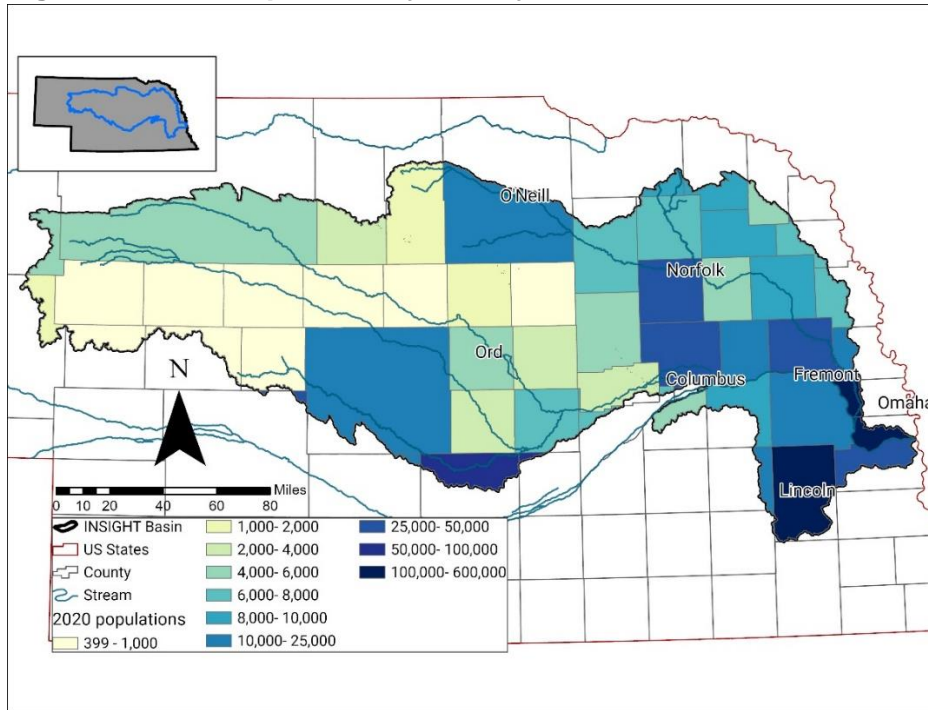 O'Neill
Norfolk
Ord
Columbus
Fremont
Omaha
Lincoln
N
Miles
0 10 20 40 60 80
INSIGHT Basin
US States
County
Stream
2020 populations
399 - 1,000
1,000- 2,000
2,000- 4,000
4,000- 6,000
6,000- 8,000
8,000- 10,000
10,000- 25,000
25,000- 50,000
50,000- 100,000
100,000- 600,000